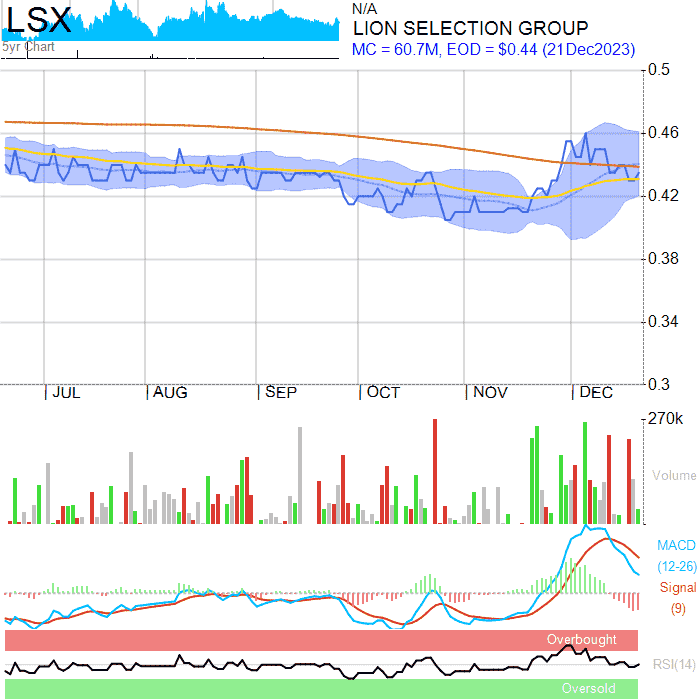 LSX
5yr Chart
N/A
LION SELECTION GROUP
MC = 60.7M, EOD = $0.44 (21Dec2023)
0.5
0.46
0.42
0.38
0.34
0.3
JUL
AUG
SEP
OCT
NOV
DEC
270k
Volume
MACD
(12-26)
Signal
(9)
Overbought
RSI(14)
Oversold